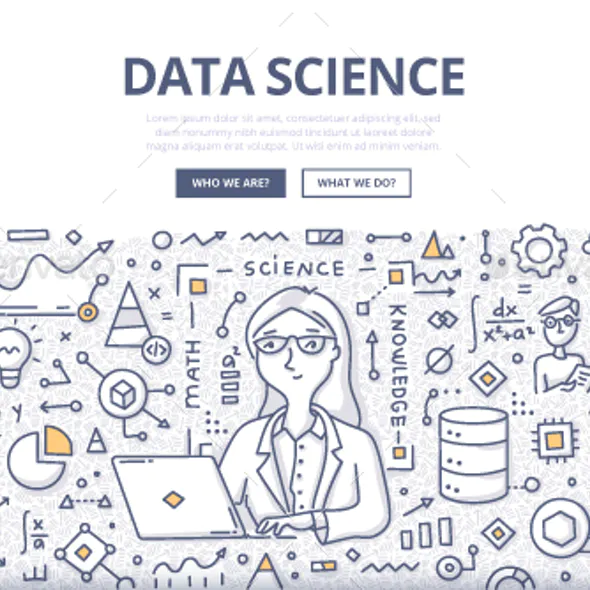 DATA SCIENCE
Lorem ipsum dolor sit amet, consectetuer adipiscing elit, sed
diam nonummy nibh euismod tincidunt ut laoreet dolore
magna aliquam erat volutpat. Ut wisi enim ad minim veniam.
WHO WE ARE?
WHAT WE DO?
SCIENCE
MATH
KNOWLEDGE
a²
∫ dx
x²+a²
</>
y
∫ x
a
envato